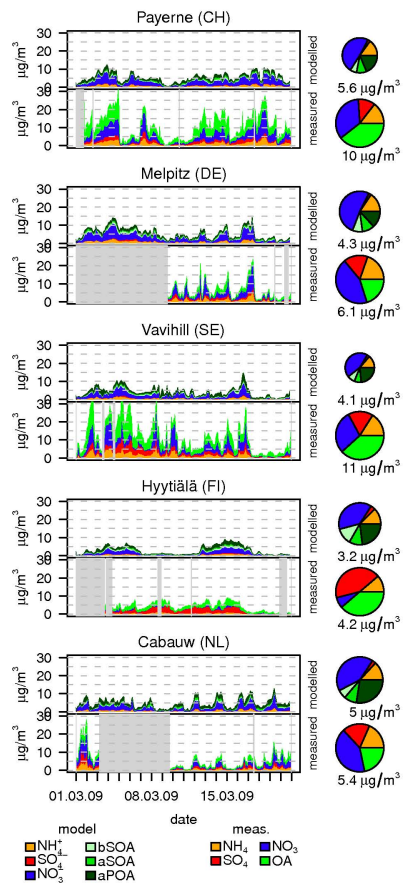 Payerne (CH)
30
20
10
0
µg/m³
modelled
5.6 µg/m³
30
20
10
0
µg/m³
measured
10 µg/m³
Melpitz (DE)
30
20
10
0
µg/m³
modelled
4.3 µg/m³
30
20
10
0
µg/m³
measured
6.1 µg/m³
Vavihill (SE)
30
20
10
0
µg/m³
modelled
4.1 µg/m³
30
20
10
0
µg/m³
measured
11 µg/m³
Hyytiälä (FI)
30
20
10
0
µg/m³
modelled
3.2 µg/m³
30
20
10
0
µg/m³
measured
4.2 µg/m³
Cabauw (NL)
30
20
10
0
µg/m³
modelled
5 µg/m³
30
20
10
0
µg/m³
measured
5.4 µg/m³
01.03.09 08.03.09 15.03.09
date
model meas.
NH₄⁺ bSOA NH₄ NO₃
SO₄⁻⁻ aSOA SO₄ OA
NO₃⁻ aPOA